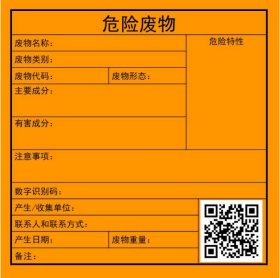 危险废物
废物名称：
危险特性
废物类别：
废物代码：
废物形态：
主要成分：
有害成分：
注意事项：
数字识别码：
产生/收集单位：
联系人和联系方式：
产生日期：
废物重量：
备注：